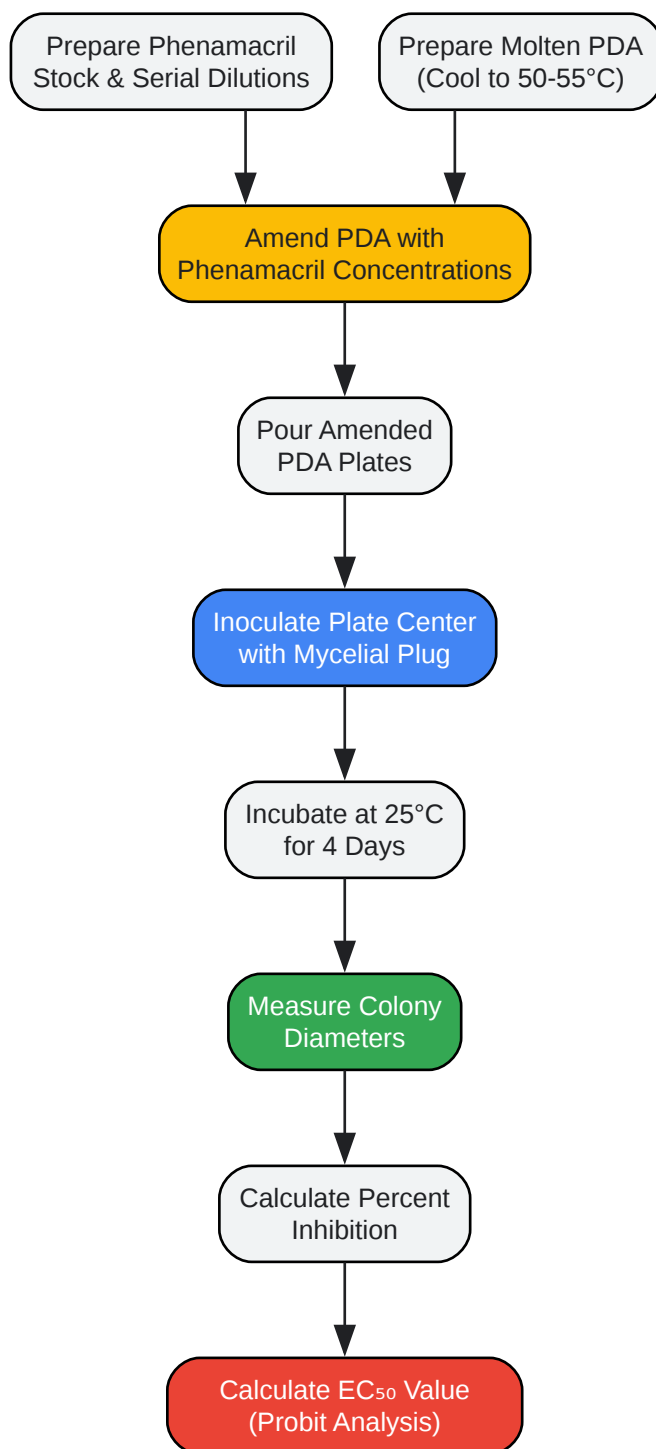 Prepare Phenamacril
Stock & Serial Dilutions
Prepare Molten PDA
(Cool to 50-55°C)
Amend PDA with
Phenamacril Concentrations
Pour Amended
PDA Plates
Inoculate Plate Center
with Mycelial Plug
Incubate at 25°C
for 4 Days
Measure Colony
Diameters
Calculate Percent
Inhibition
Calculate EC₅₀ Value
(Probit Analysis)